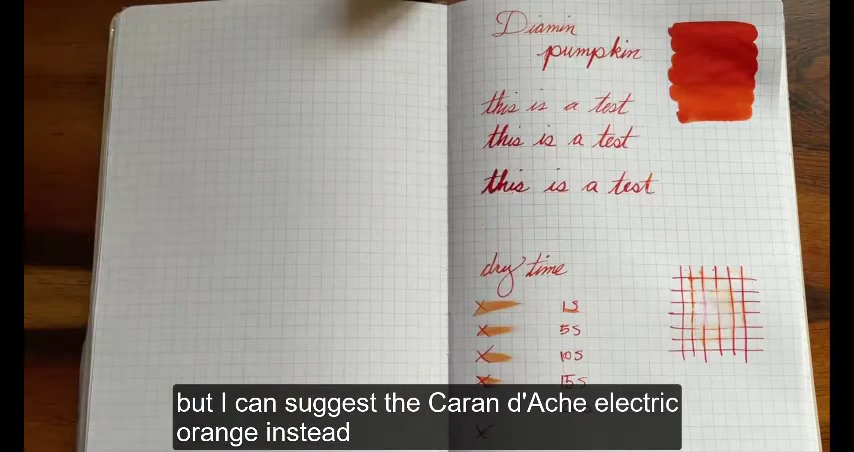 Diamin
pumpkin
this is a test
this is a test
this is a test
dry time
x 1s
x 5s
x 10s
x 15s
x
but I can suggest the Caran d'Ache electric
orange instead